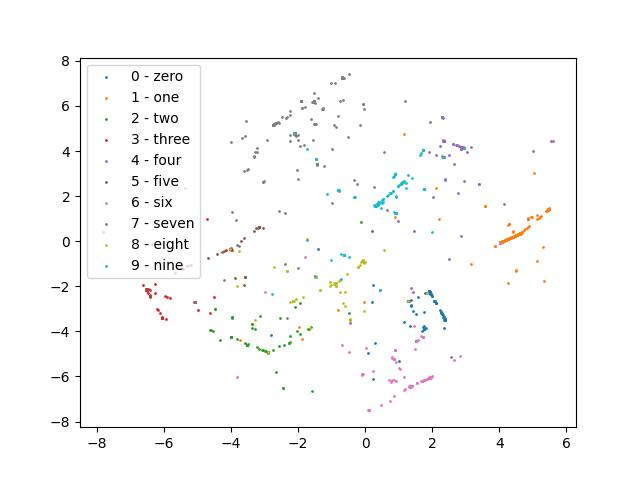 8
6
4
2
0
−2
−4
−6
−8
−8
−6
−4
−2
0
2
4
6
0 - zero
1 - one
2 - two
3 - three
4 - four
5 - five
6 - six
7 - seven
8 - eight
9 - nine